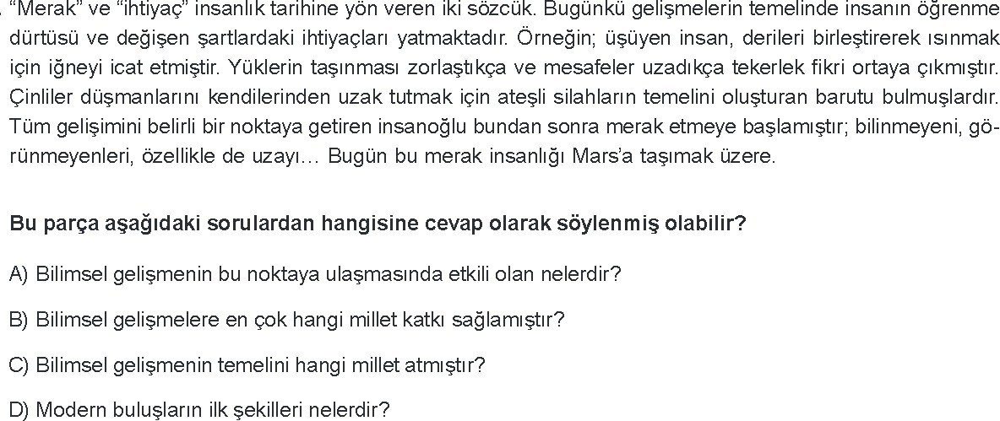 “Merak” ve “ihtiyaç” insanlık tarihine yön veren iki sözcük. Bugünkü gelişmelerin temelinde insanın öğrenme
dürtüsü ve değişen şartlardaki ihtiyaçları yatmaktadır. Örneğin; üşüyen insan, derileri birleştirerek ısınmak
için iğneyi icat etmiştir. Yüklerin taşınması zorlaştıkça ve mesafeler uzadıkça tekerlek fikri ortaya çıkmıştır.
Çinliler düşmanlarını kendilerinden uzak tutmak için ateşli silahların temelini oluşturan barutu bulmuşlardır.
Tüm gelişimini belirli bir noktaya getiren insanoğlu bundan sonra merak etmeye başlamıştır; bilinmeyeni, gö-
rünmeyenleri, özellikle de uzayı… Bugün bu merak insanlığı Mars’a taşımak üzere.
Bu parça aşağıdaki sorulardan hangisine cevap olarak söylenmiş olabilir?
A) Bilimsel gelişmenin bu noktaya ulaşmasında etkili olan nelerdir?
B) Bilimsel gelişmelere en çok hangi millet katkı sağlamıştır?
C) Bilimsel gelişmenin temelini hangi millet atmıştır?
D) Modern buluşların ilk şekilleri nelerdir?